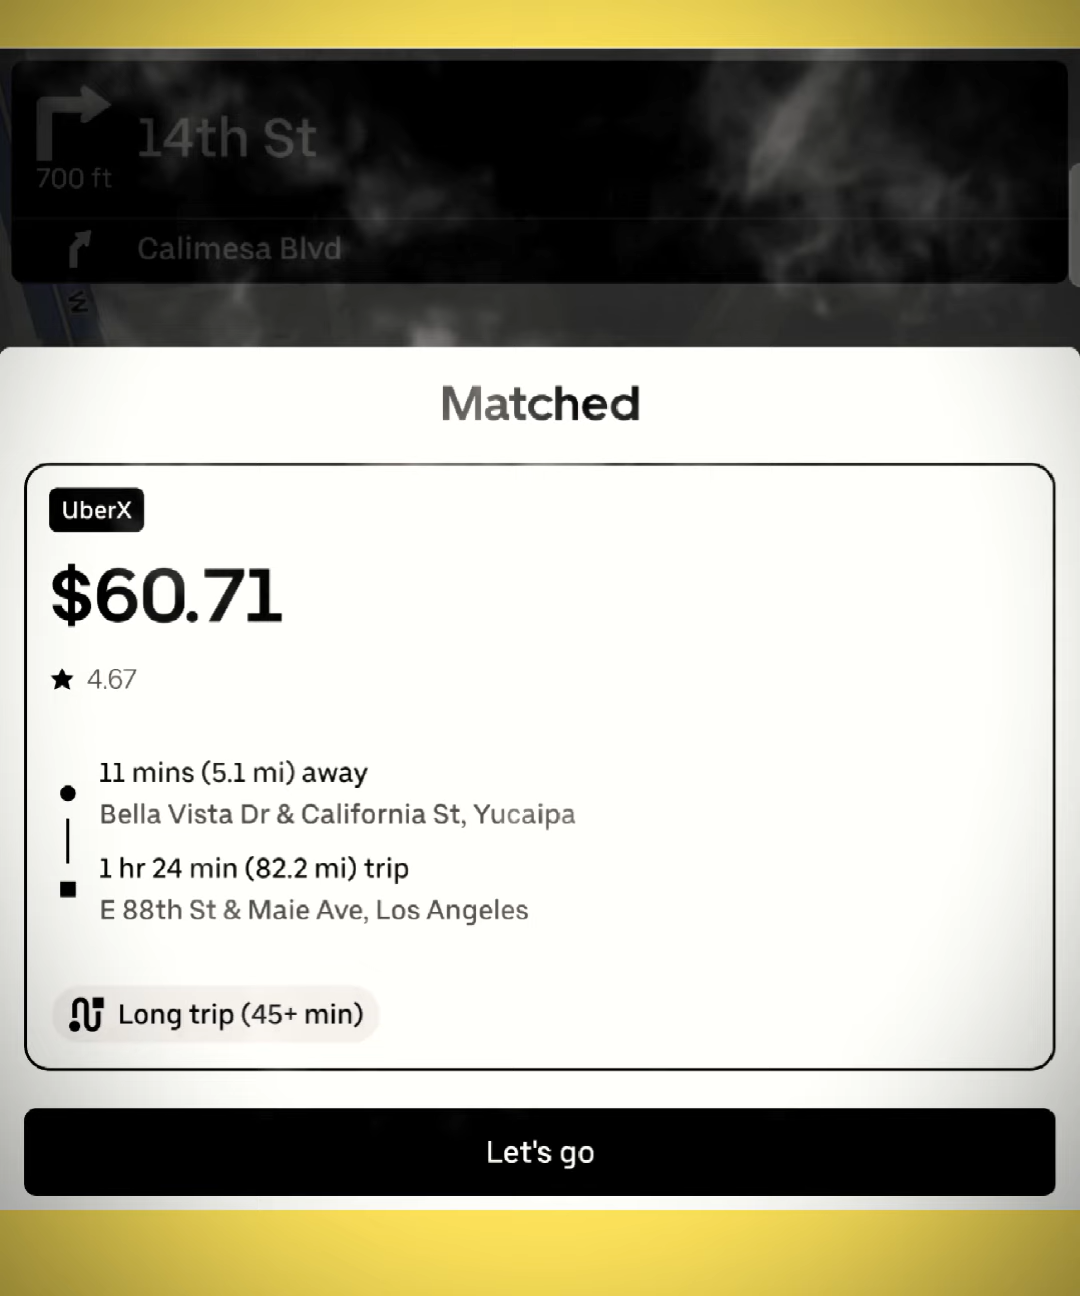 14th St
700 ft
Calimesa Blvd
W
Matched
UberX
$60.71
4.67
11 mins (5.1 mi) away
Bella Vista Dr & California St, Yucaipa
1 hr 24 min (82.2 mi) trip
E 88th St & Maie Ave, Los Angeles
Long trip (45+ min)
Let's go